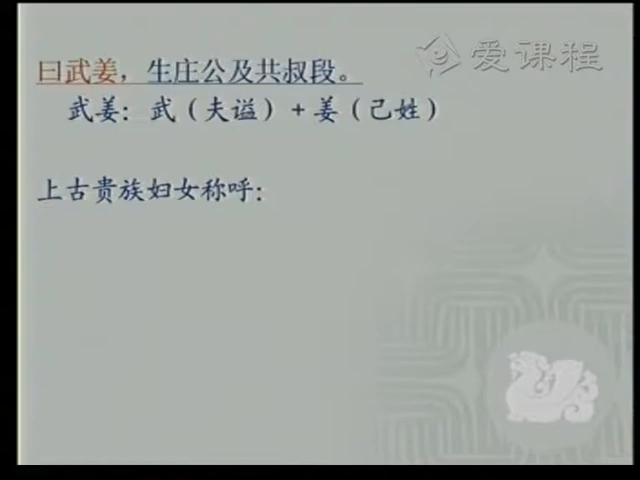 爱课程
曰武姜，生庄公及共叔段。
武姜：武（夫谥）+姜（己姓）
上古贵族妇女称呼：